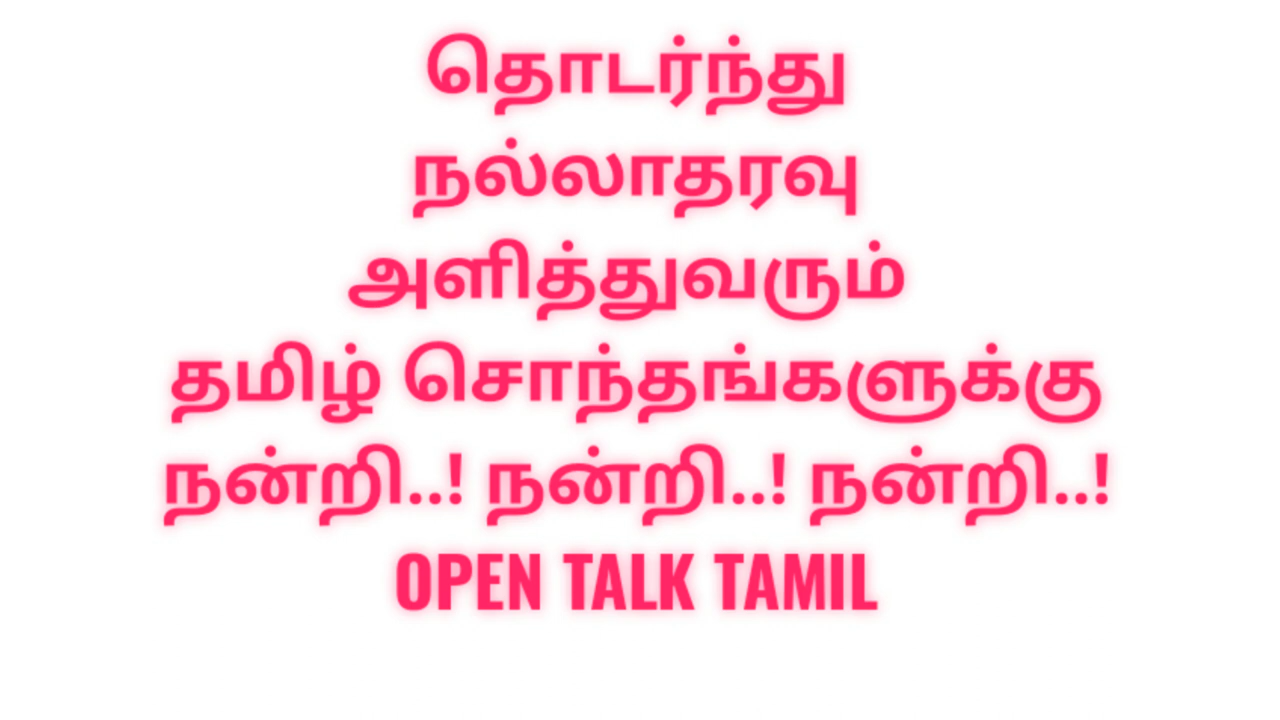 தொடர்ந்து
நல்லாதரவு
அளித்துவரும்
தமிழ் சொந்தங்களுக்கு
நன்றி..! நன்றி..! நன்றி..!
OPEN TALK TAMIL